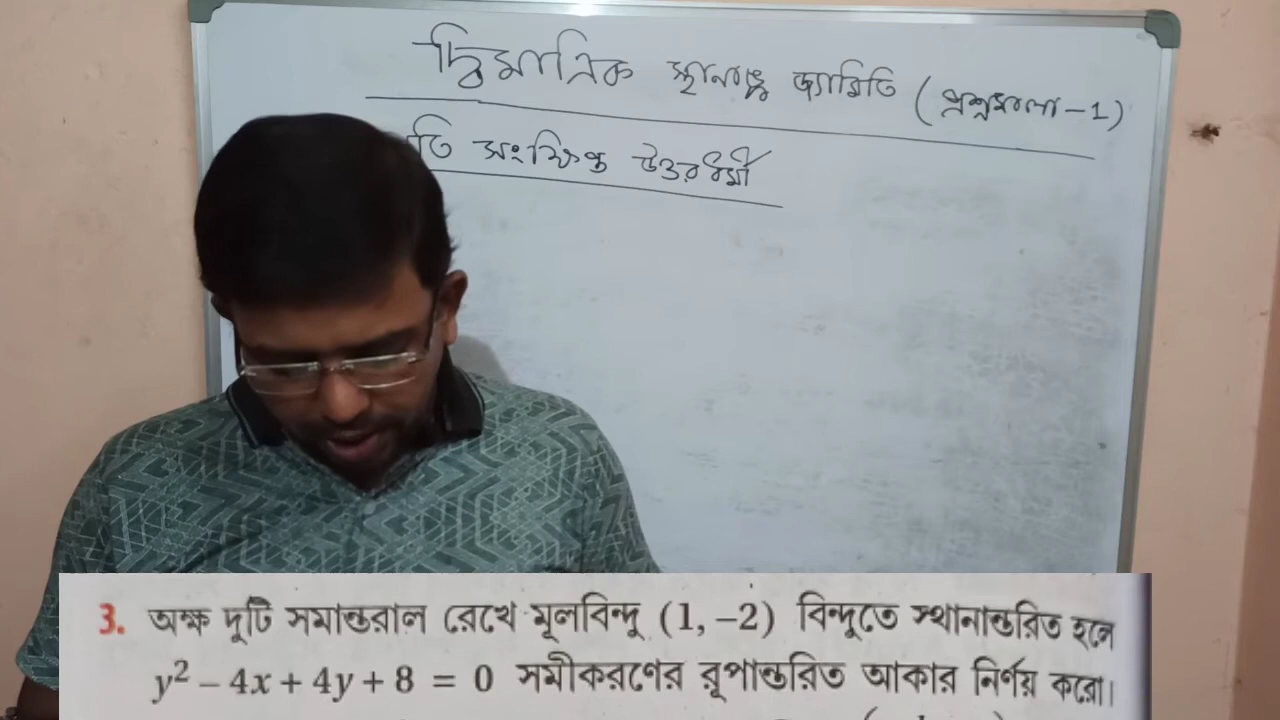 দ্বিমাত্রিক স্থানাঙ্ক জ্যামিতি (প্রশ্নমালা - 1)
তি সংক্ষিপ্ত উত্তরধর্মী
3. অক্ষ দুটি সমান্তরাল রেখে মূলবিন্দু (1, –2) বিন্দুতে স্থানান্তরিত হলে
y² – 4x + 4y + 8 = 0 সমীকরণের রূপান্তরিত আকার নির্ণয় করো।